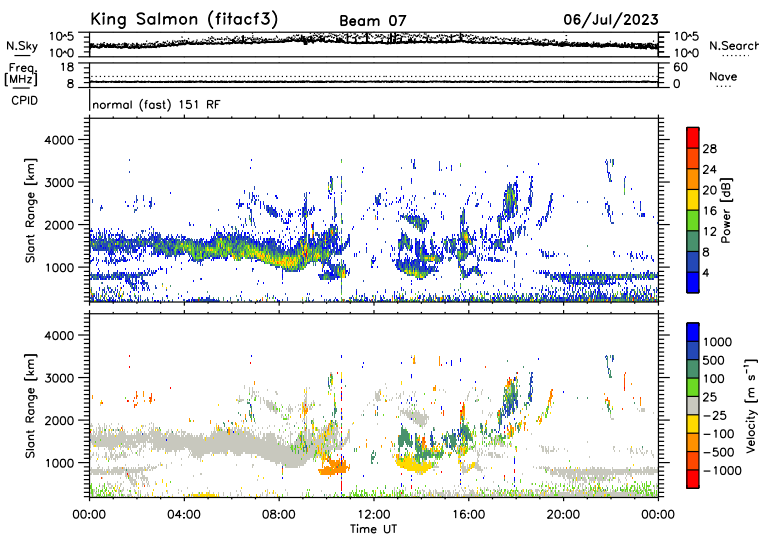 King Salmon (fitacf3) Beam 07 06/Jul/2023
N.Sky 10^5 10^0 10^5 10^0 N.Search
Freq. [MHz] 18 8 60 0 Nave
CPID normal (fast) 151 RF
Slant Range [km] 4000 3000 2000 1000
28 24 20 16 12 8 4 Power [dB]
Slant Range [km] 4000 3000 2000 1000
1000 500 100 25 -25 -100 -500 -1000 Velocity [m s⁻¹]
00:00 04:00 08:00 12:00 16:00 20:00 00:00
Time UT